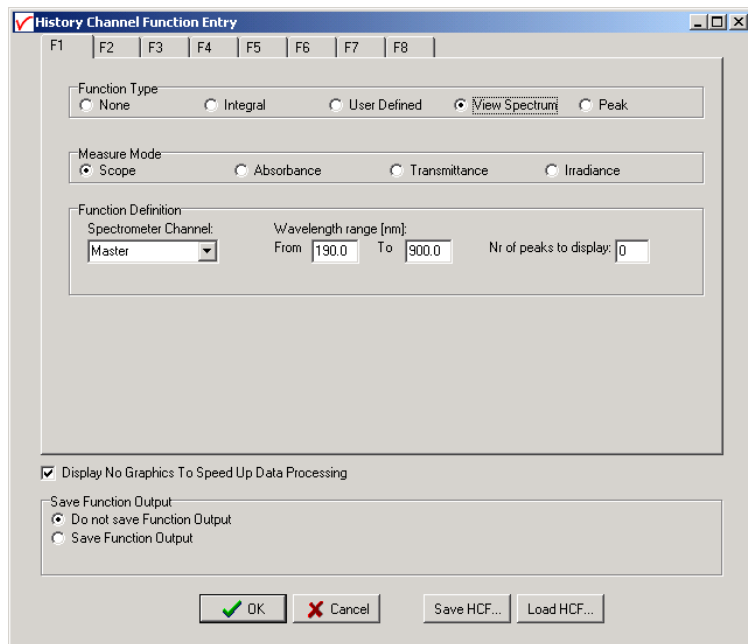 History Channel Function Entry
F1 F2 F3 F4 F5 F6 F7 F8
Function Type
None Integral User Defined View Spectrum Peak
Measure Mode
Scope Absorbance Transmittance Irradiance
Function Definition
Spectrometer Channel: Wavelength range [nm]:
Master From 190.0 To 900.0 Nr of peaks to display: 0
Display No Graphics To Speed Up Data Processing
Save Function Output
Do not save Function Output
Save Function Output
OK Cancel Save HCF... Load HCF...